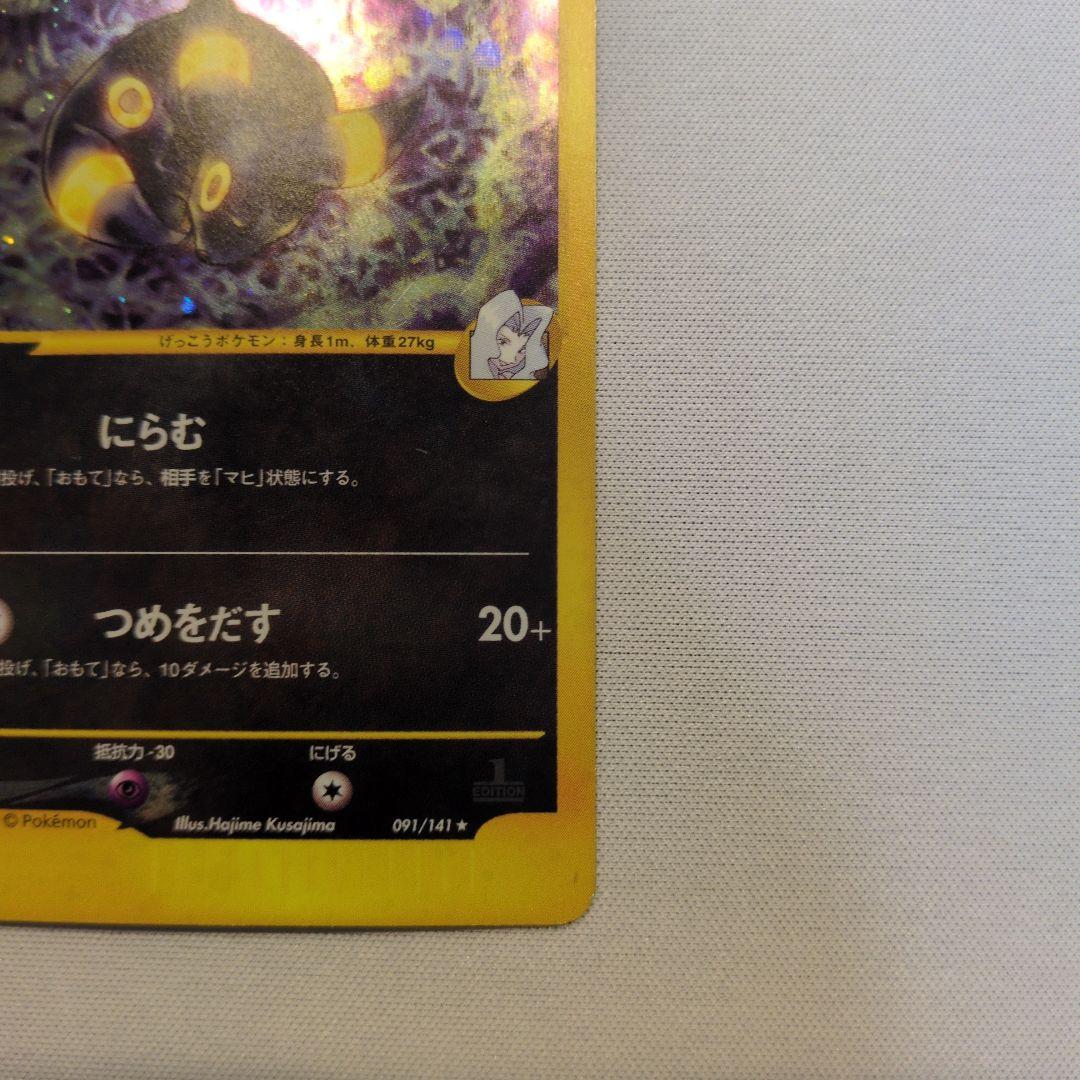 げっこうポケモン：身長1m、体重27kg
にらむ
投げ、「おもて」なら、相手を「マヒ」状態にする。
つめをだす 20+
投げ、「おもて」なら、10ダメージを追加する。
抵抗力-30 にげる
1
EDITION
©Pokémon Illus.Hajime Kusajima 091/141★